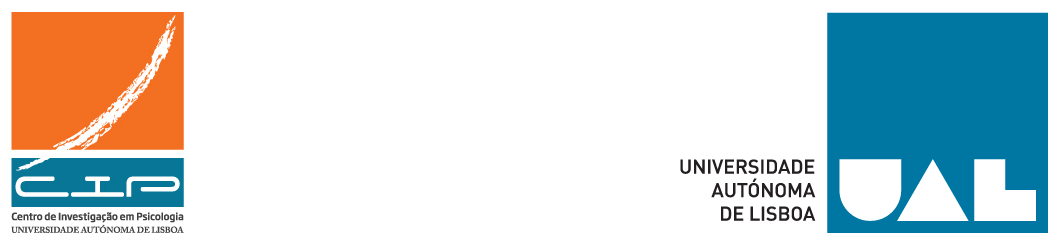 CIP
Centro de Investigação em Psicologia
UNIVERSIDADE AUTÓNOMA DE LISBOA
UNIVERSIDADE
AUTÓNOMA
DE LISBOA
UAL